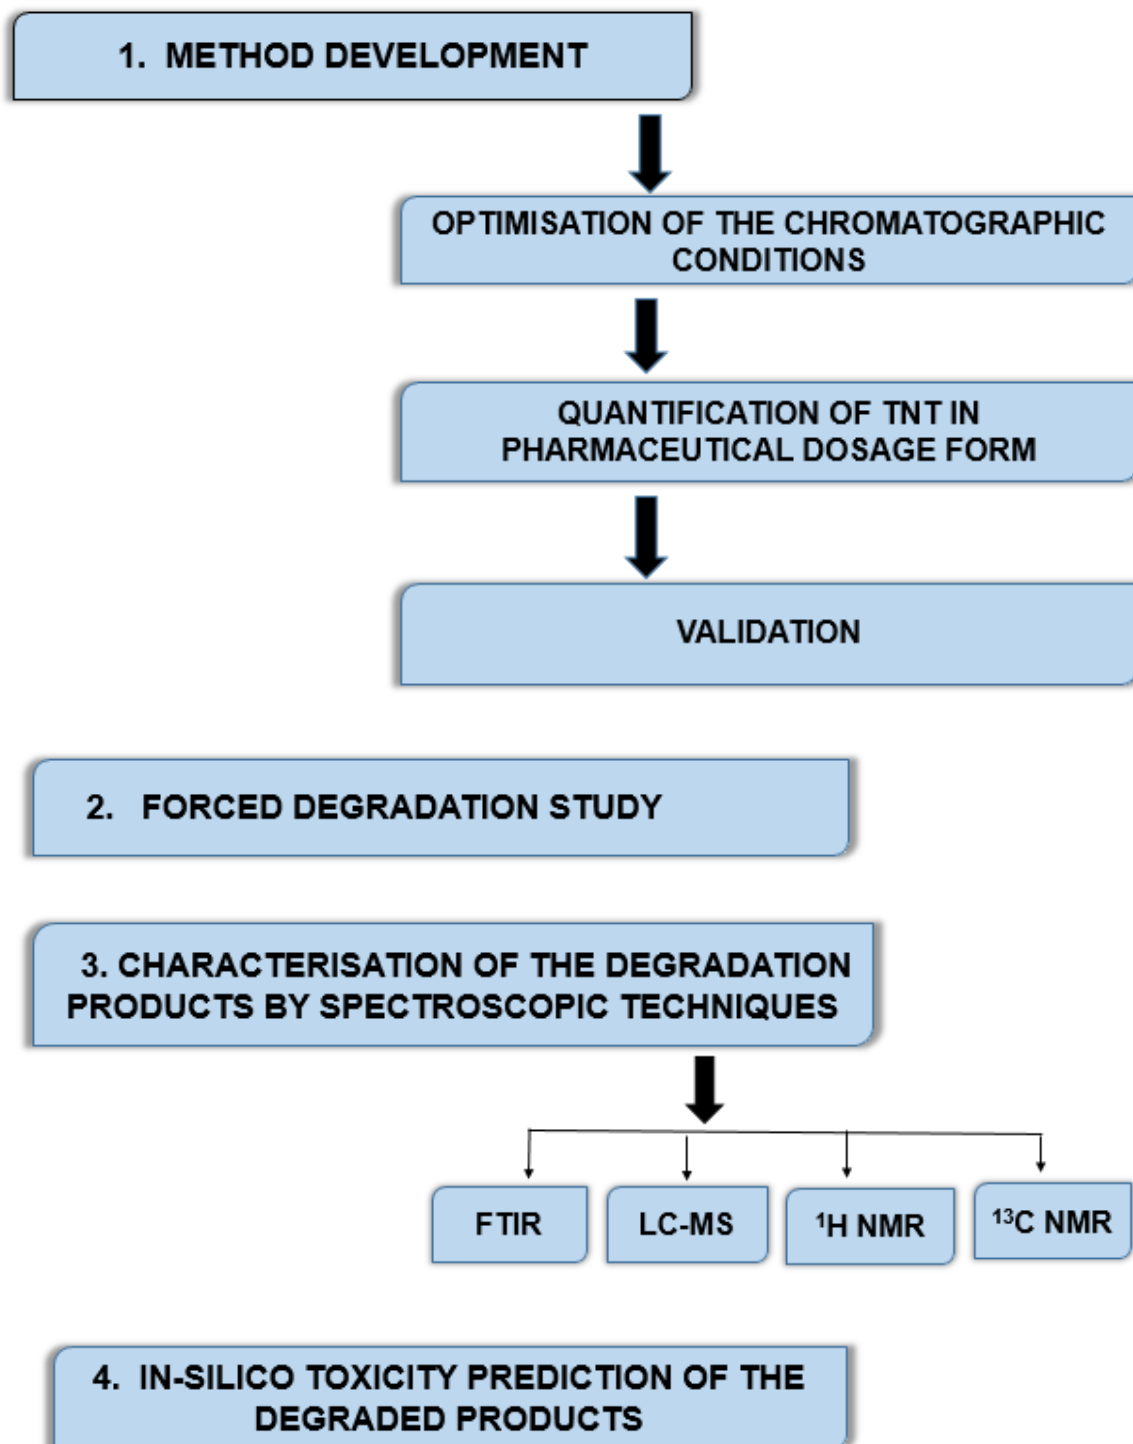 1. METHOD DEVELOPMENT
OPTIMISATION OF THE CHROMATOGRAPHIC
CONDITIONS
QUANTIFICATION OF TNT IN
PHARMACEUTICAL DOSAGE FORM
VALIDATION
2. FORCED DEGRADATION STUDY
3. CHARACTERISATION OF THE DEGRADATION
PRODUCTS BY SPECTROSCOPIC TECHNIQUES
FTIR
LC-MS
¹H NMR
¹³C NMR
4. IN-SILICO TOXICITY PREDICTION OF THE
DEGRADED PRODUCTS